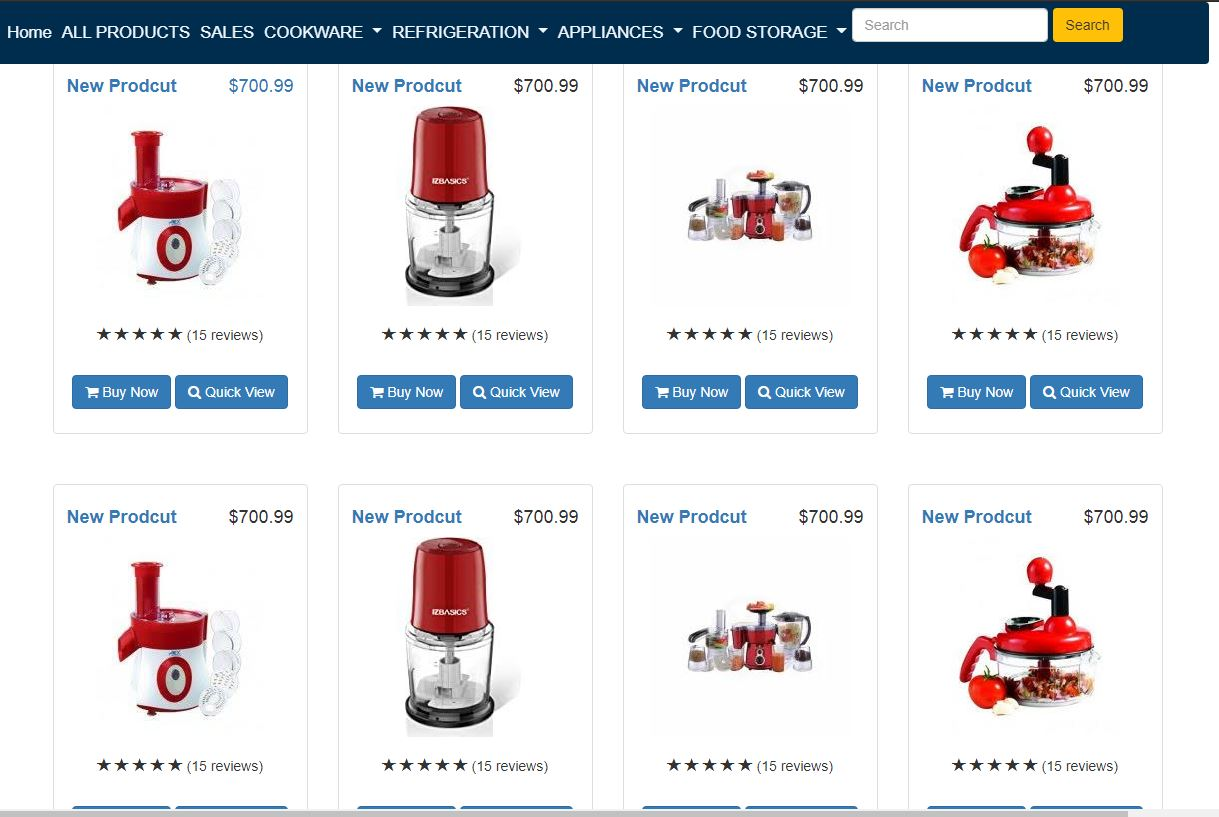 Home ALL PRODUCTS SALES COOKWARE REFRIGERATION APPLIANCES FOOD STORAGE Search Search
New Prodcut $700.99 New Prodcut $700.99 New Prodcut $700.99 New Prodcut $700.99
IZBASICS
★★★★★ (15 reviews) ★★★★★ (15 reviews) ★★★★★ (15 reviews) ★★★★★ (15 reviews)
Buy Now Quick View Buy Now Quick View Buy Now Quick View Buy Now Quick View
New Prodcut $700.99 New Prodcut $700.99 New Prodcut $700.99 New Prodcut $700.99
IZBASICS
★★★★★ (15 reviews) ★★★★★ (15 reviews) ★★★★★ (15 reviews) ★★★★★ (15 reviews)